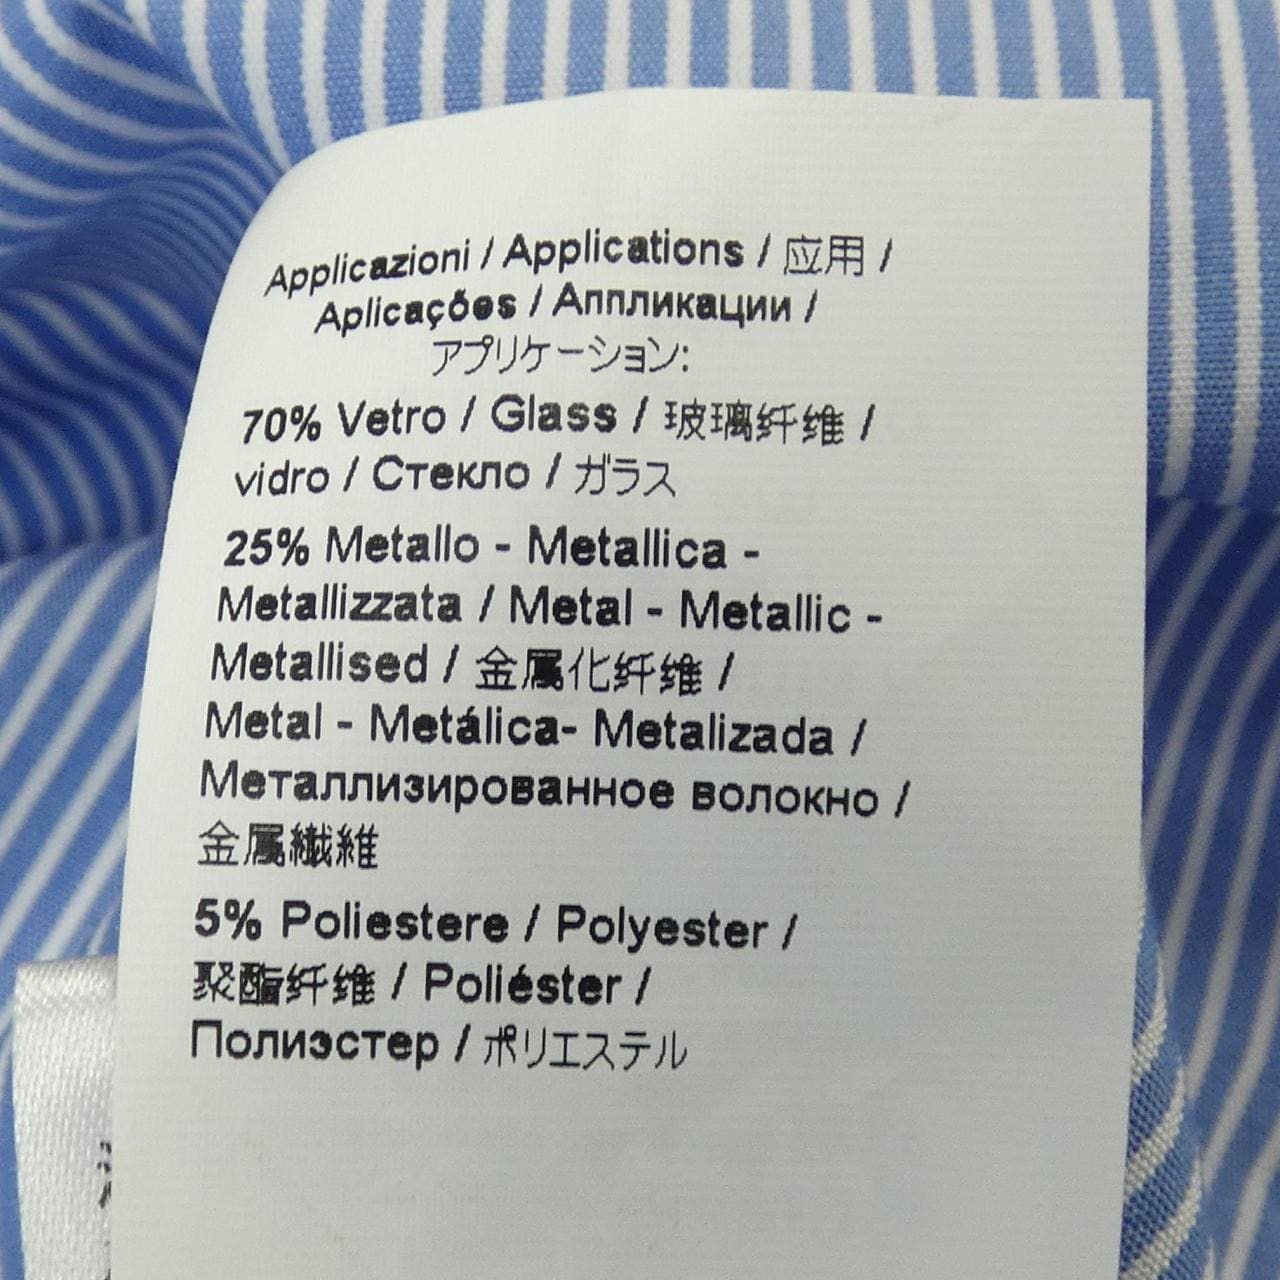 Applicazioni / Applications / 应用 /
Aplicações / Аппликации /
アプリケーション:
70% Vetro / Glass / 玻璃纤维 /
vidro / Стекло / ガラス
25% Metallo - Metallica -
Metallizzata / Metal - Metallic -
Metallised / 金属化纤维 /
Metal - Metálica- Metalizada /
Металлизированное волокно /
金属繊維
5% Poliestere / Polyester /
聚酯纤维 / Poliéster /
Полиэстер / ポリエステル